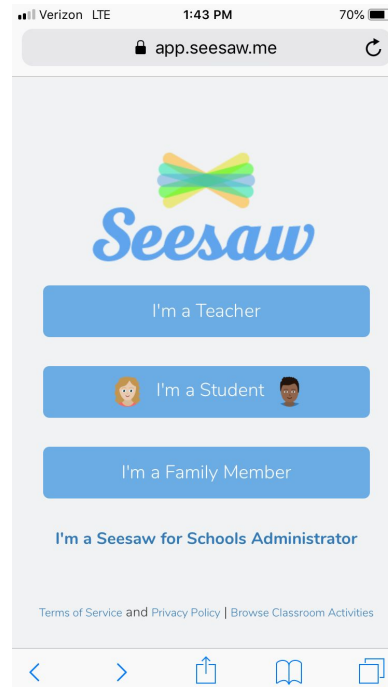 Verizon LTE 1:43 PM 70%
app.seesaw.me
Seesaw
I'm a Teacher
I'm a Student
I'm a Family Member
I'm a Seesaw for Schools Administrator
Terms of Service and Privacy Policy | Browse Classroom Activities